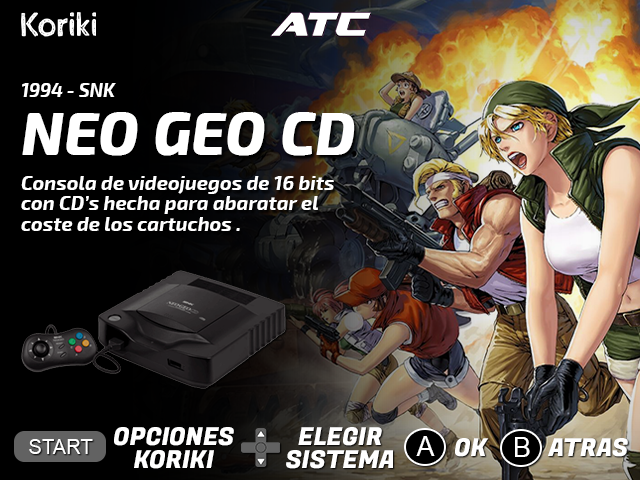 Koriki
ATC
1994 - SNK
NEO GEO CD
Consola de videojuegos de 16 bits
con CD's hecha para abaratar el
coste de los cartuchos .
START
OPCIONES
KORIKI
ELEGIR
SISTEMA
A OK
B ATRAS